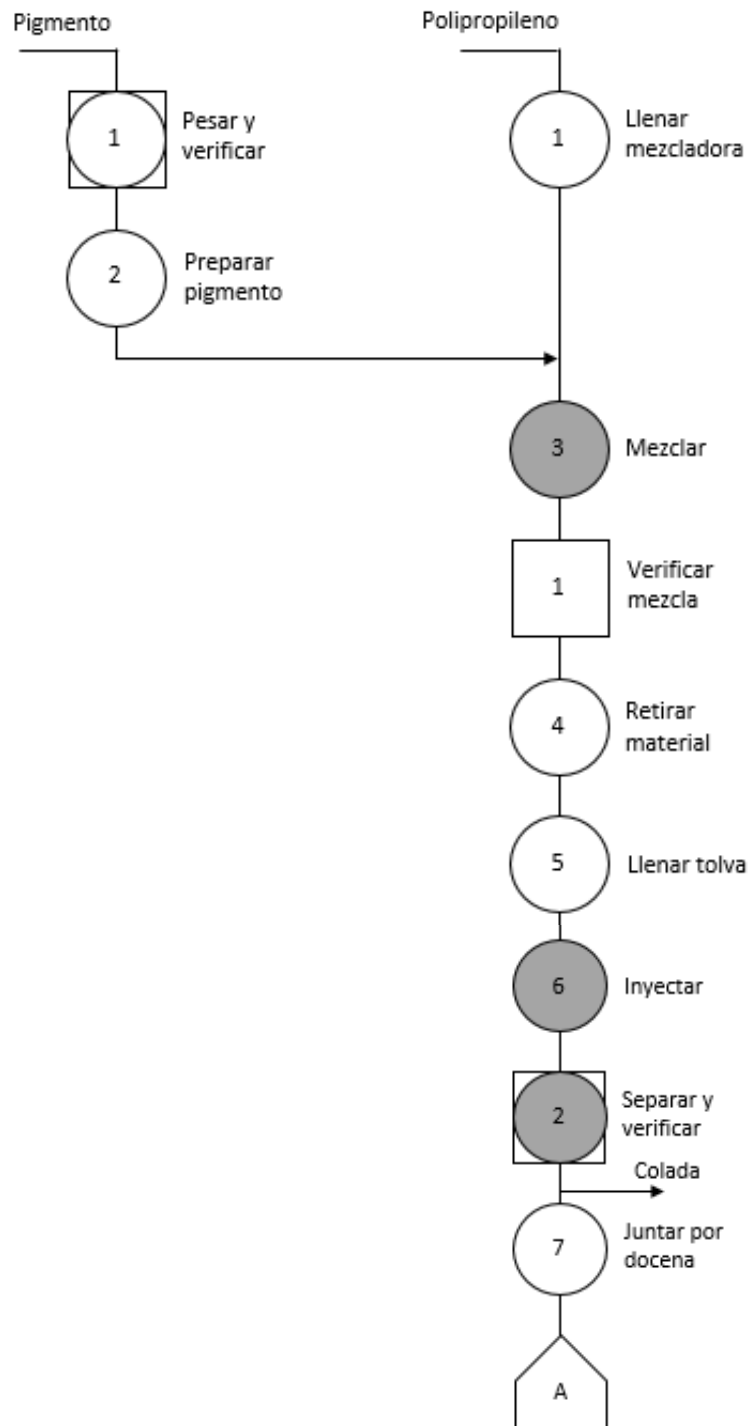 Pigmento
Polipropileno
1
Pesar y
verificar
1
Llenar
mezcladora
2
Preparar
pigmento
3
Mezclar
1
Verificar
mezcla
4
Retirar
material
5
Llenar tolva
6
Inyectar
2
Separar y
verificar
Colada
7
Juntar por
docena
A